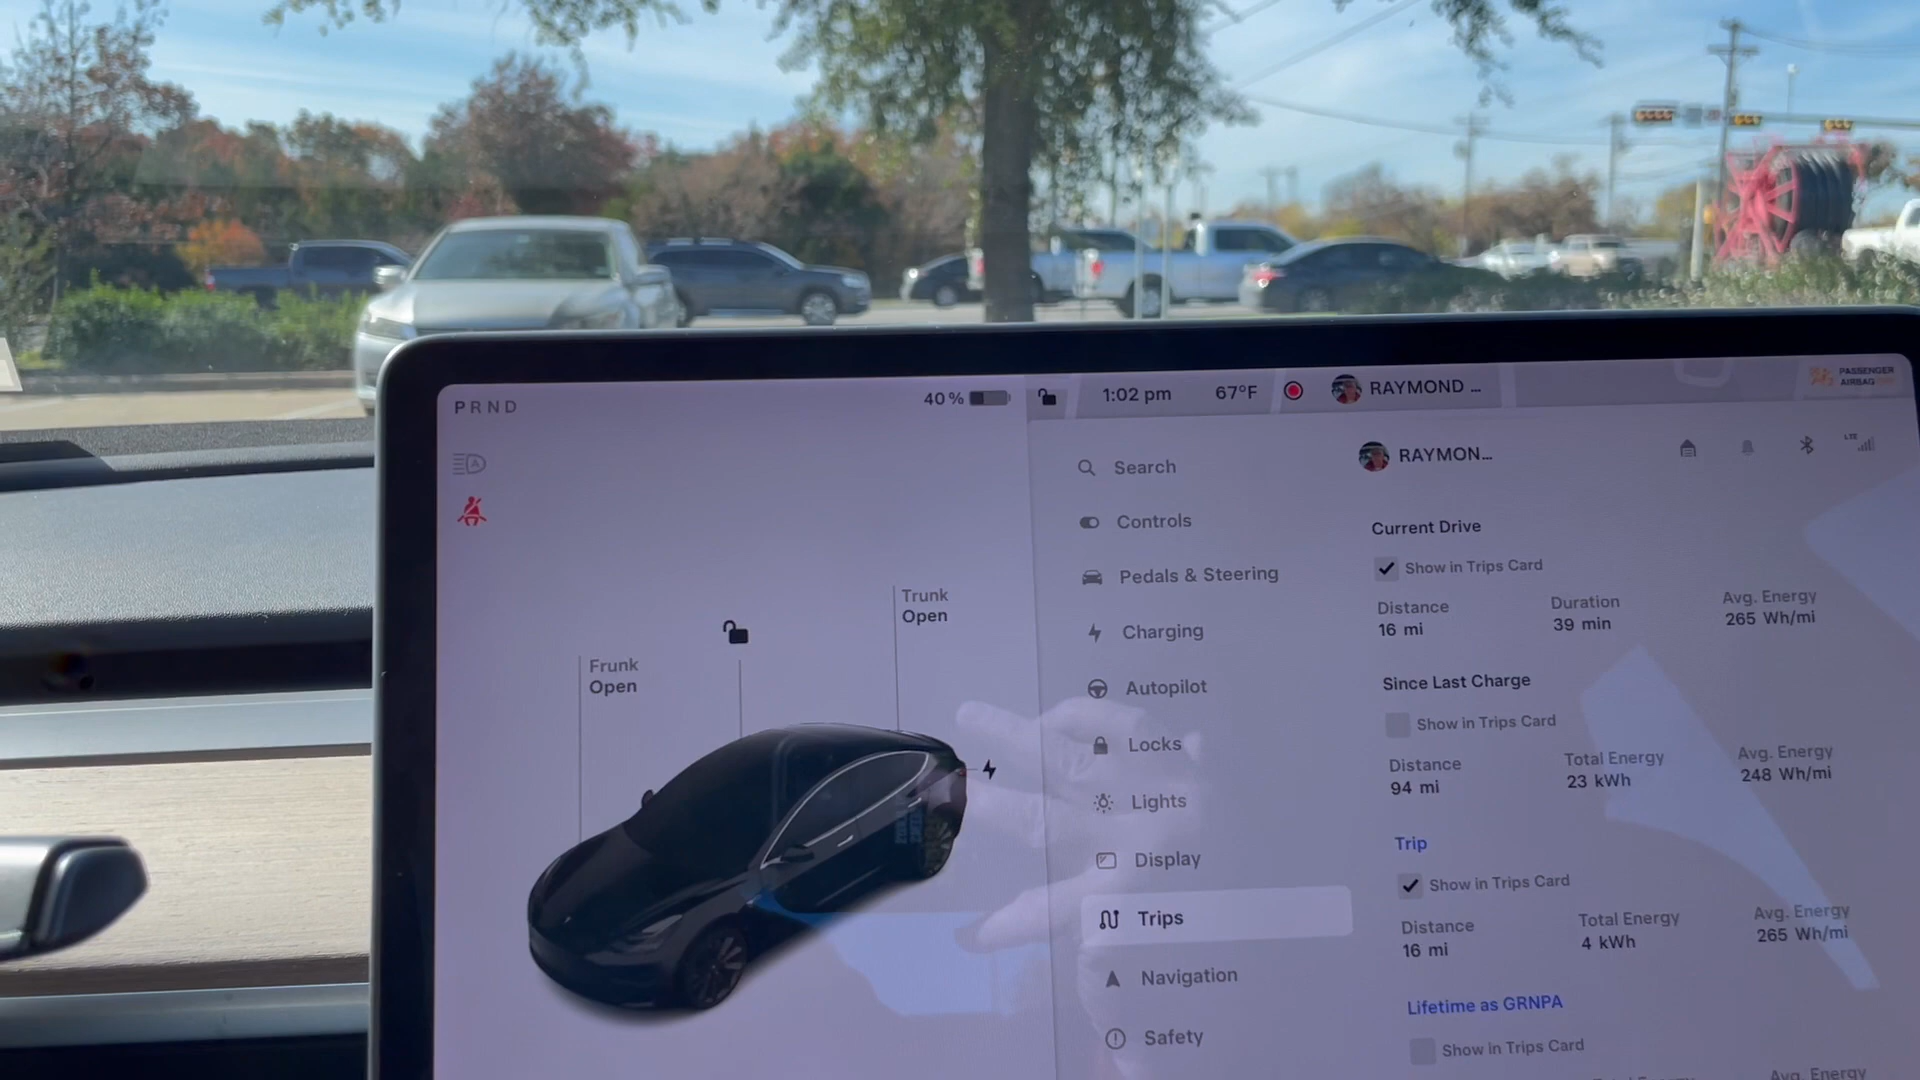 PRND
40 %
1:02 pm
67°F
RAYMOND ...
PASSENGER
AIRBAG
Trunk
Open
Frunk
Open
Search
Controls
Pedals & Steering
Charging
Autopilot
Locks
Lights
Display
Trips
Navigation
Safety
RAYMON...
LTE
Current Drive
Show in Trips Card
Distance
16 mi
Duration
39 min
Avg. Energy
265 Wh/mi
Since Last Charge
Show in Trips Card
Distance
94 mi
Total Energy
23 kWh
Avg. Energy
248 Wh/mi
Trip
Show in Trips Card
Distance
16 mi
Total Energy
4 kWh
Avg. Energy
265 Wh/mi
Lifetime as GRNPA
Show in Trips Card
Total Energy
Avg. Energy